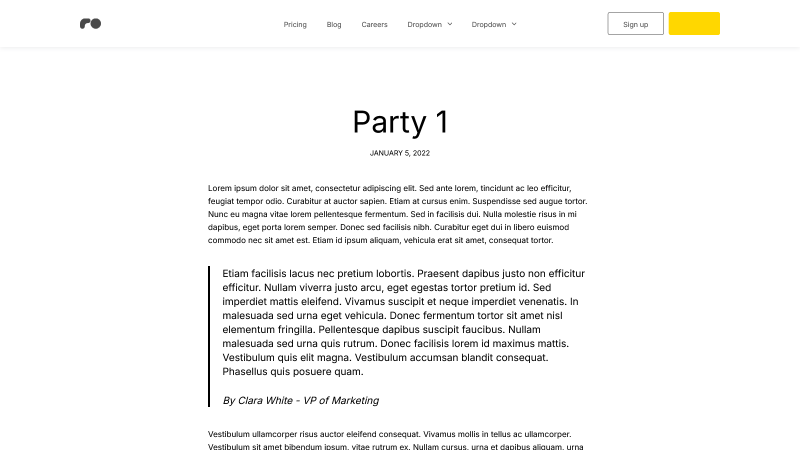 Pricing Blog Careers Dropdown Dropdown Sign up
Party 1
JANUARY 5, 2022
Lorem ipsum dolor sit amet, consectetur adipiscing elit. Sed ante lorem, tincidunt ac leo efficitur,
feugiat tempor odio. Curabitur at auctor sapien. Etiam at cursus enim. Suspendisse sed augue tortor.
Nunc eu magna vitae lorem pellentesque fermentum. Sed in facilisis dui. Nulla molestie risus in mi
dapibus, eget porta lorem semper. Donec sed facilisis nibh. Curabitur eget dui in libero euismod
commodo nec sit amet est. Etiam id ipsum aliquam, vehicula erat sit amet, consequat tortor.
Etiam facilisis lacus nec pretium lobortis. Praesent dapibus justo non efficitur
efficitur. Nullam viverra justo arcu, eget egestas tortor pretium id. Sed
imperdiet mattis eleifend. Vivamus suscipit et neque imperdiet venenatis. In
malesuada sed urna eget vehicula. Donec fermentum tortor sit amet nisl
elementum fringilla. Pellentesque dapibus suscipit faucibus. Nullam
malesuada sed urna quis rutrum. Donec facilisis lorem id maximus mattis.
Vestibulum quis elit magna. Vestibulum accumsan blandit consequat.
Phasellus quis posuere quam.
By Clara White - VP of Marketing
Vestibulum ullamcorper risus auctor eleifend consequat. Vivamus mollis in tellus ac ullamcorper.
Vestibulum sit amet bibendum ipsum, vitae rutrum ex. Nullam cursus, urna et dapibus aliquam, urna